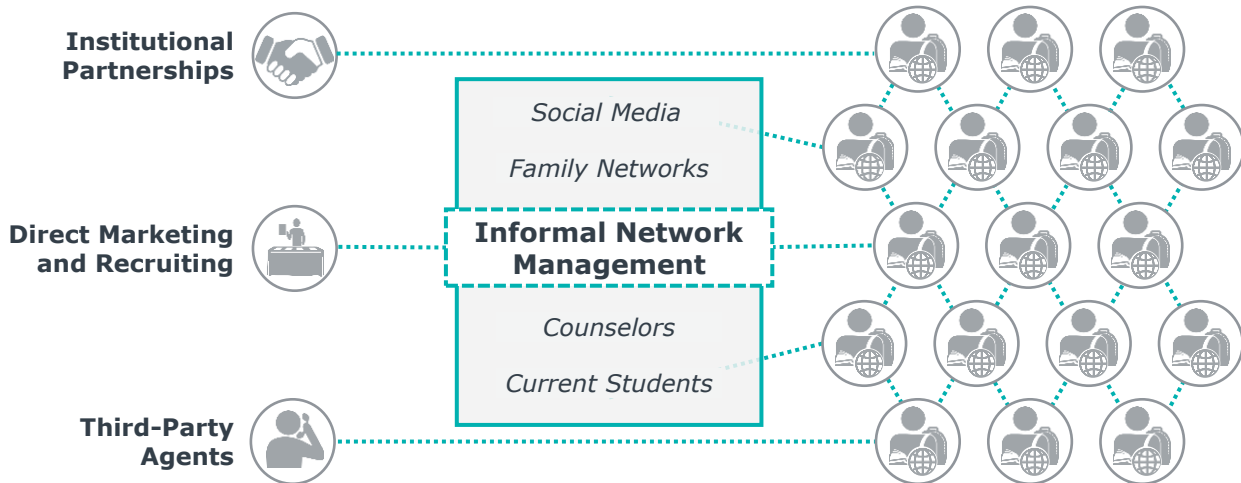 Institutional
Partnerships
Social Media
Family Networks
Direct Marketing
and Recruiting
Informal Network
Management
Counselors
Current Students
Third-Party
Agents